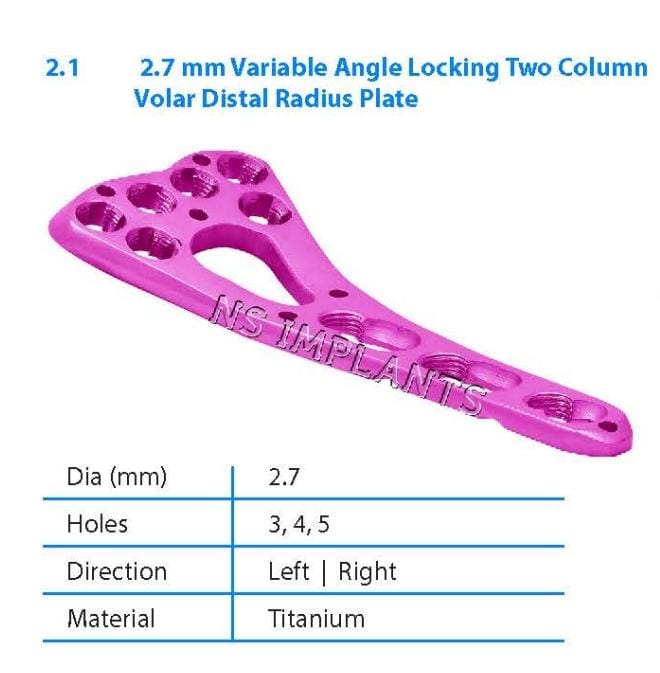 2.1 2.7 mm Variable Angle Locking Two Column
Volar Distal Radius Plate
NS IMPLANTS
Dia (mm) 2.7
Holes 3, 4, 5
Direction Left | Right
Material Titanium